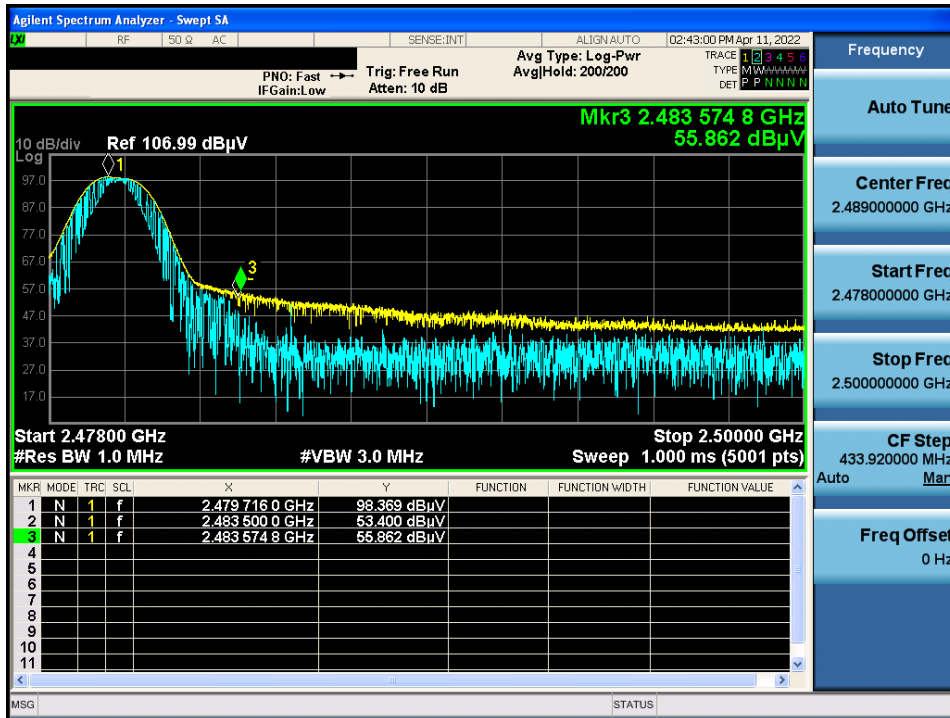 Agilent Spectrum Analyzer - Swept SA
LXI RF 50 Ω AC SENSE:INT ALIGN AUTO 02:43:00 PM Apr 11, 2022
Frequency
PNO: Fast
IFGain:Low
Trig: Free Run
Atten: 10 dB
Avg Type: Log-Pwr
Avg|Hold: 200/200
TRACE 1 2 3 4 5 6
TYPE M W
DET P P N N N N
Auto Tune
Mkr3 2.483 574 8 GHz
55.862 dBµV
10 dB/div Ref 106.99 dBµV
Log
97.0
87.0
77.0
67.0
57.0
47.0
37.0
27.0
17.0
1
3
Start 2.47800 GHz Stop 2.50000 GHz
#Res BW 1.0 MHz #VBW 3.0 MHz Sweep 1.000 ms (5001 pts)
Center Freq
2.489000000 GHz
Start Freq
2.478000000 GHz
Stop Freq
2.500000000 GHz
CF Step
433.920000 MHz
Auto Man
Freq Offset
0 Hz
MKR MODE TRC SCL X Y FUNCTION FUNCTION WIDTH FUNCTION VALUE
1 N 1 f 2.479 716 0 GHz 98.369 dBµV
2 N 1 f 2.483 500 0 GHz 53.400 dBµV
3 N 1 f 2.483 574 8 GHz 55.862 dBµV
4
5
6
7
8
9
10
11
MSG STATUS